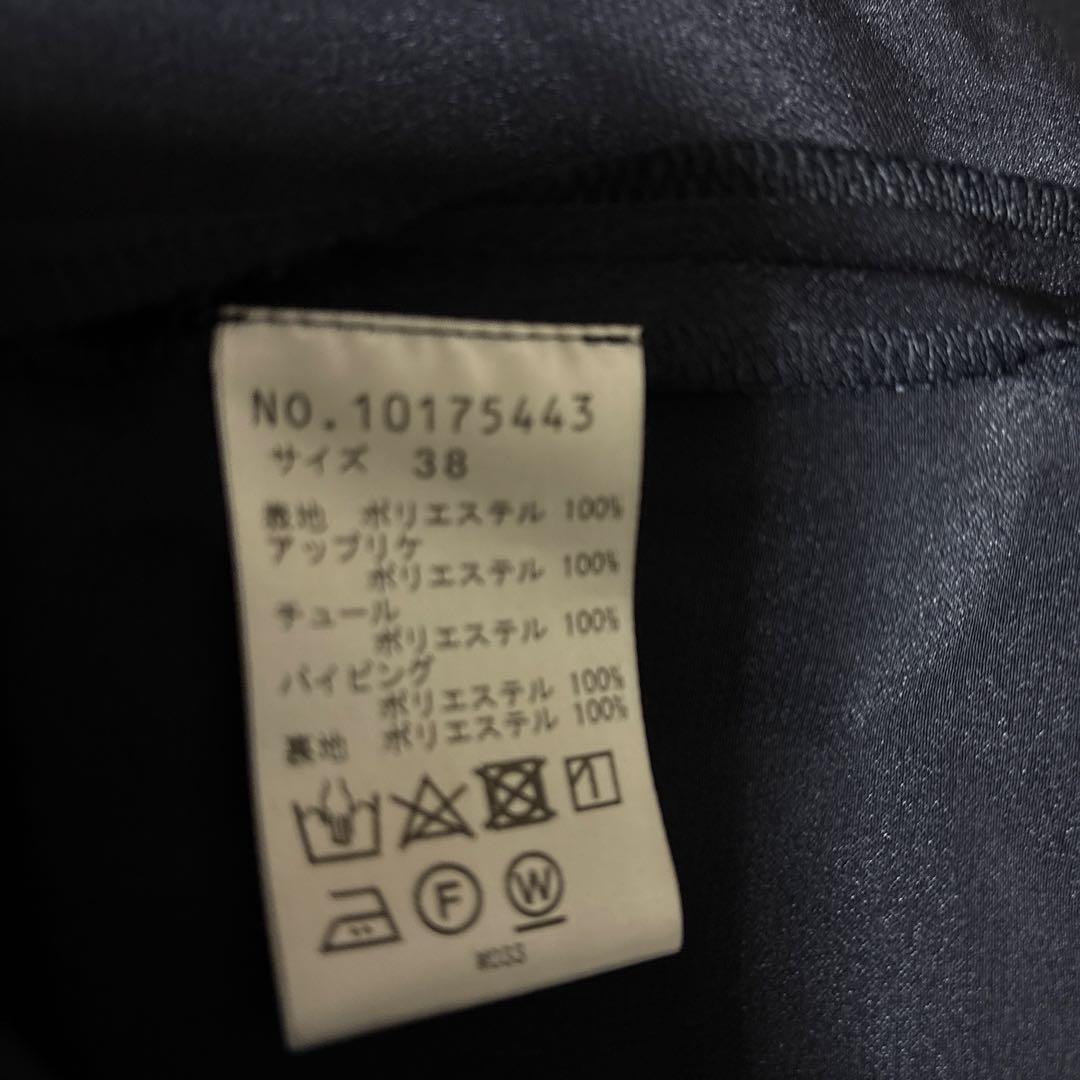 NO.10175443
サイズ 38
表地 ポリエステル 100%
アップリケ
ポリエステル 100%
チュール
ポリエステル 100%
パイピング
ポリエステル 100%
裏地 ポリエステル 100%
F W